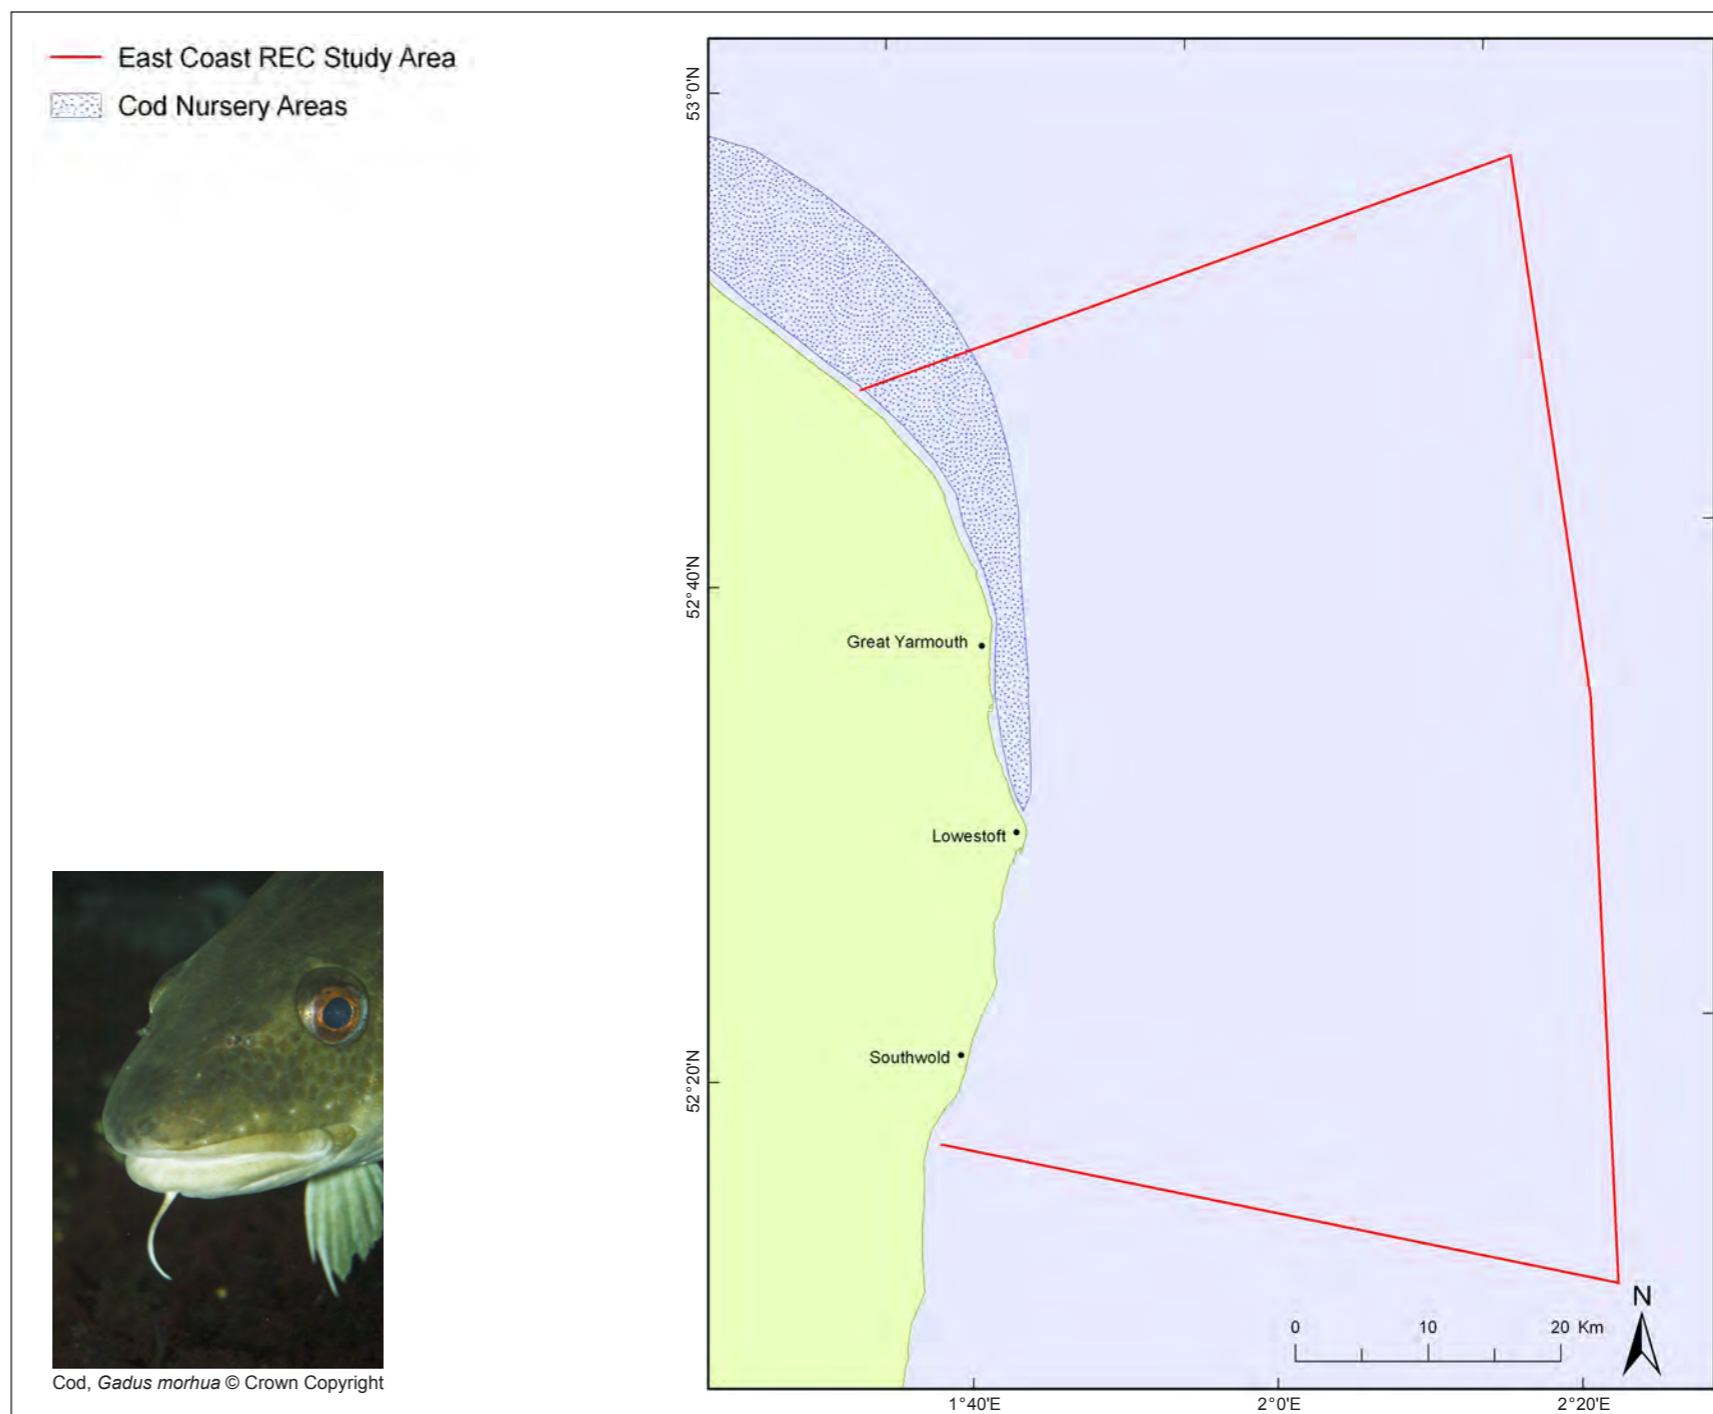 East Coast REC Study Area
Cod Nursery Areas
53°0'N
52°40'N
Great Yarmouth
Lowestoft
52°20'N
Southwold
N
0 10 20 Km
Cod, Gadus morhua © Crown Copyright
1°40'E 2°0'E 2°20'E